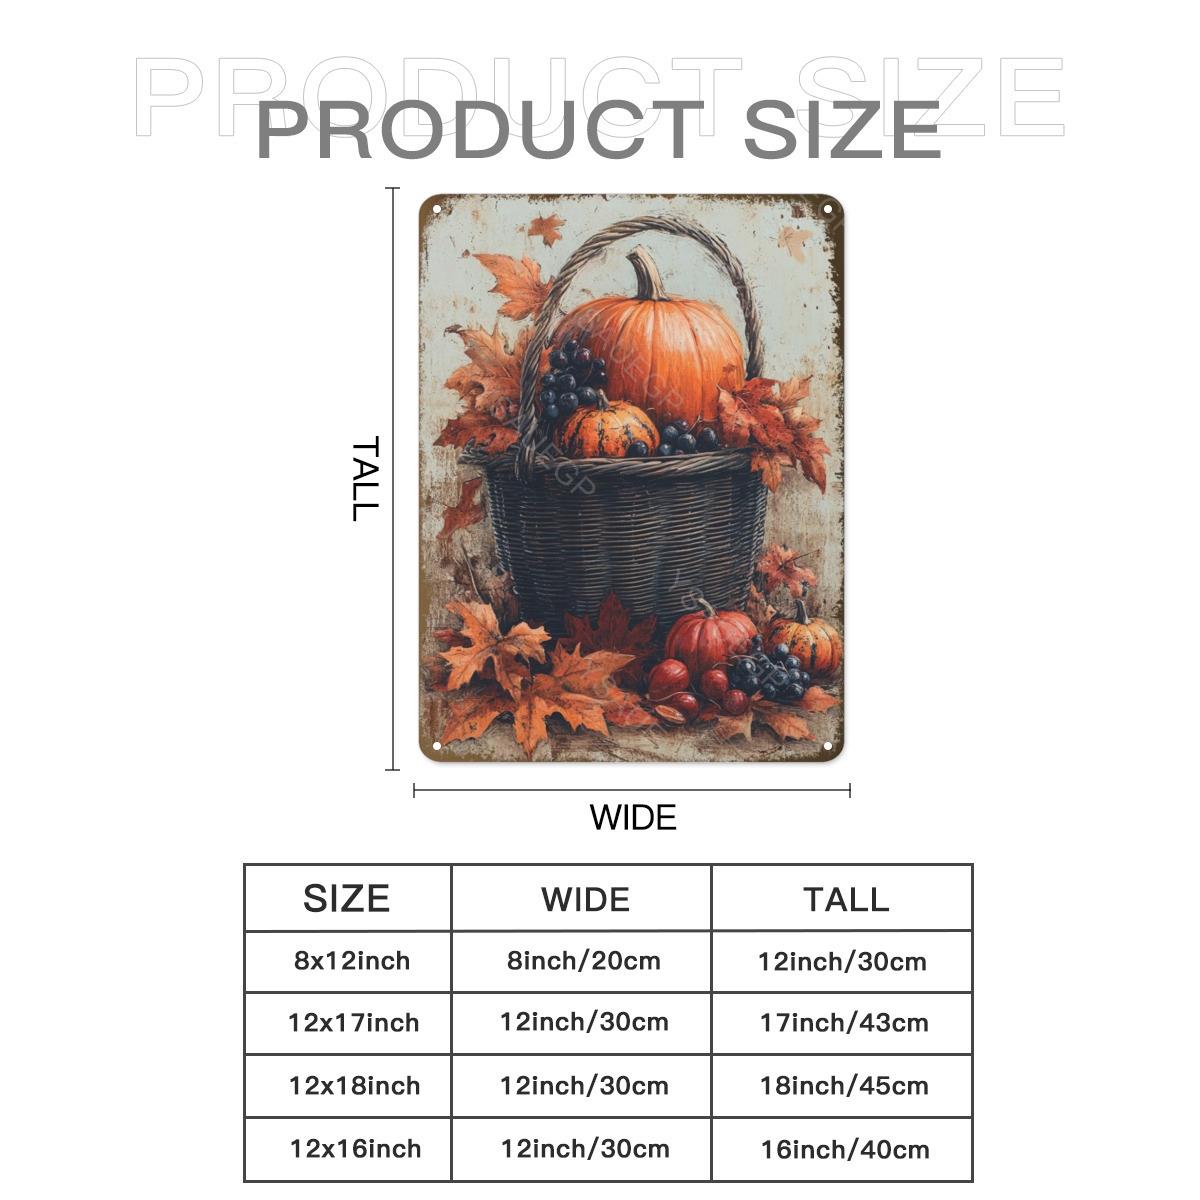 PRODUCT SIZE
PRODUCT SIZE
TALL
WIDE
SIZE WIDE TALL
8x12inch 8inch/20cm 12inch/30cm
12x17inch 12inch/30cm 17inch/43cm
12x18inch 12inch/30cm 18inch/45cm
12x16inch 12inch/30cm 16inch/40cm